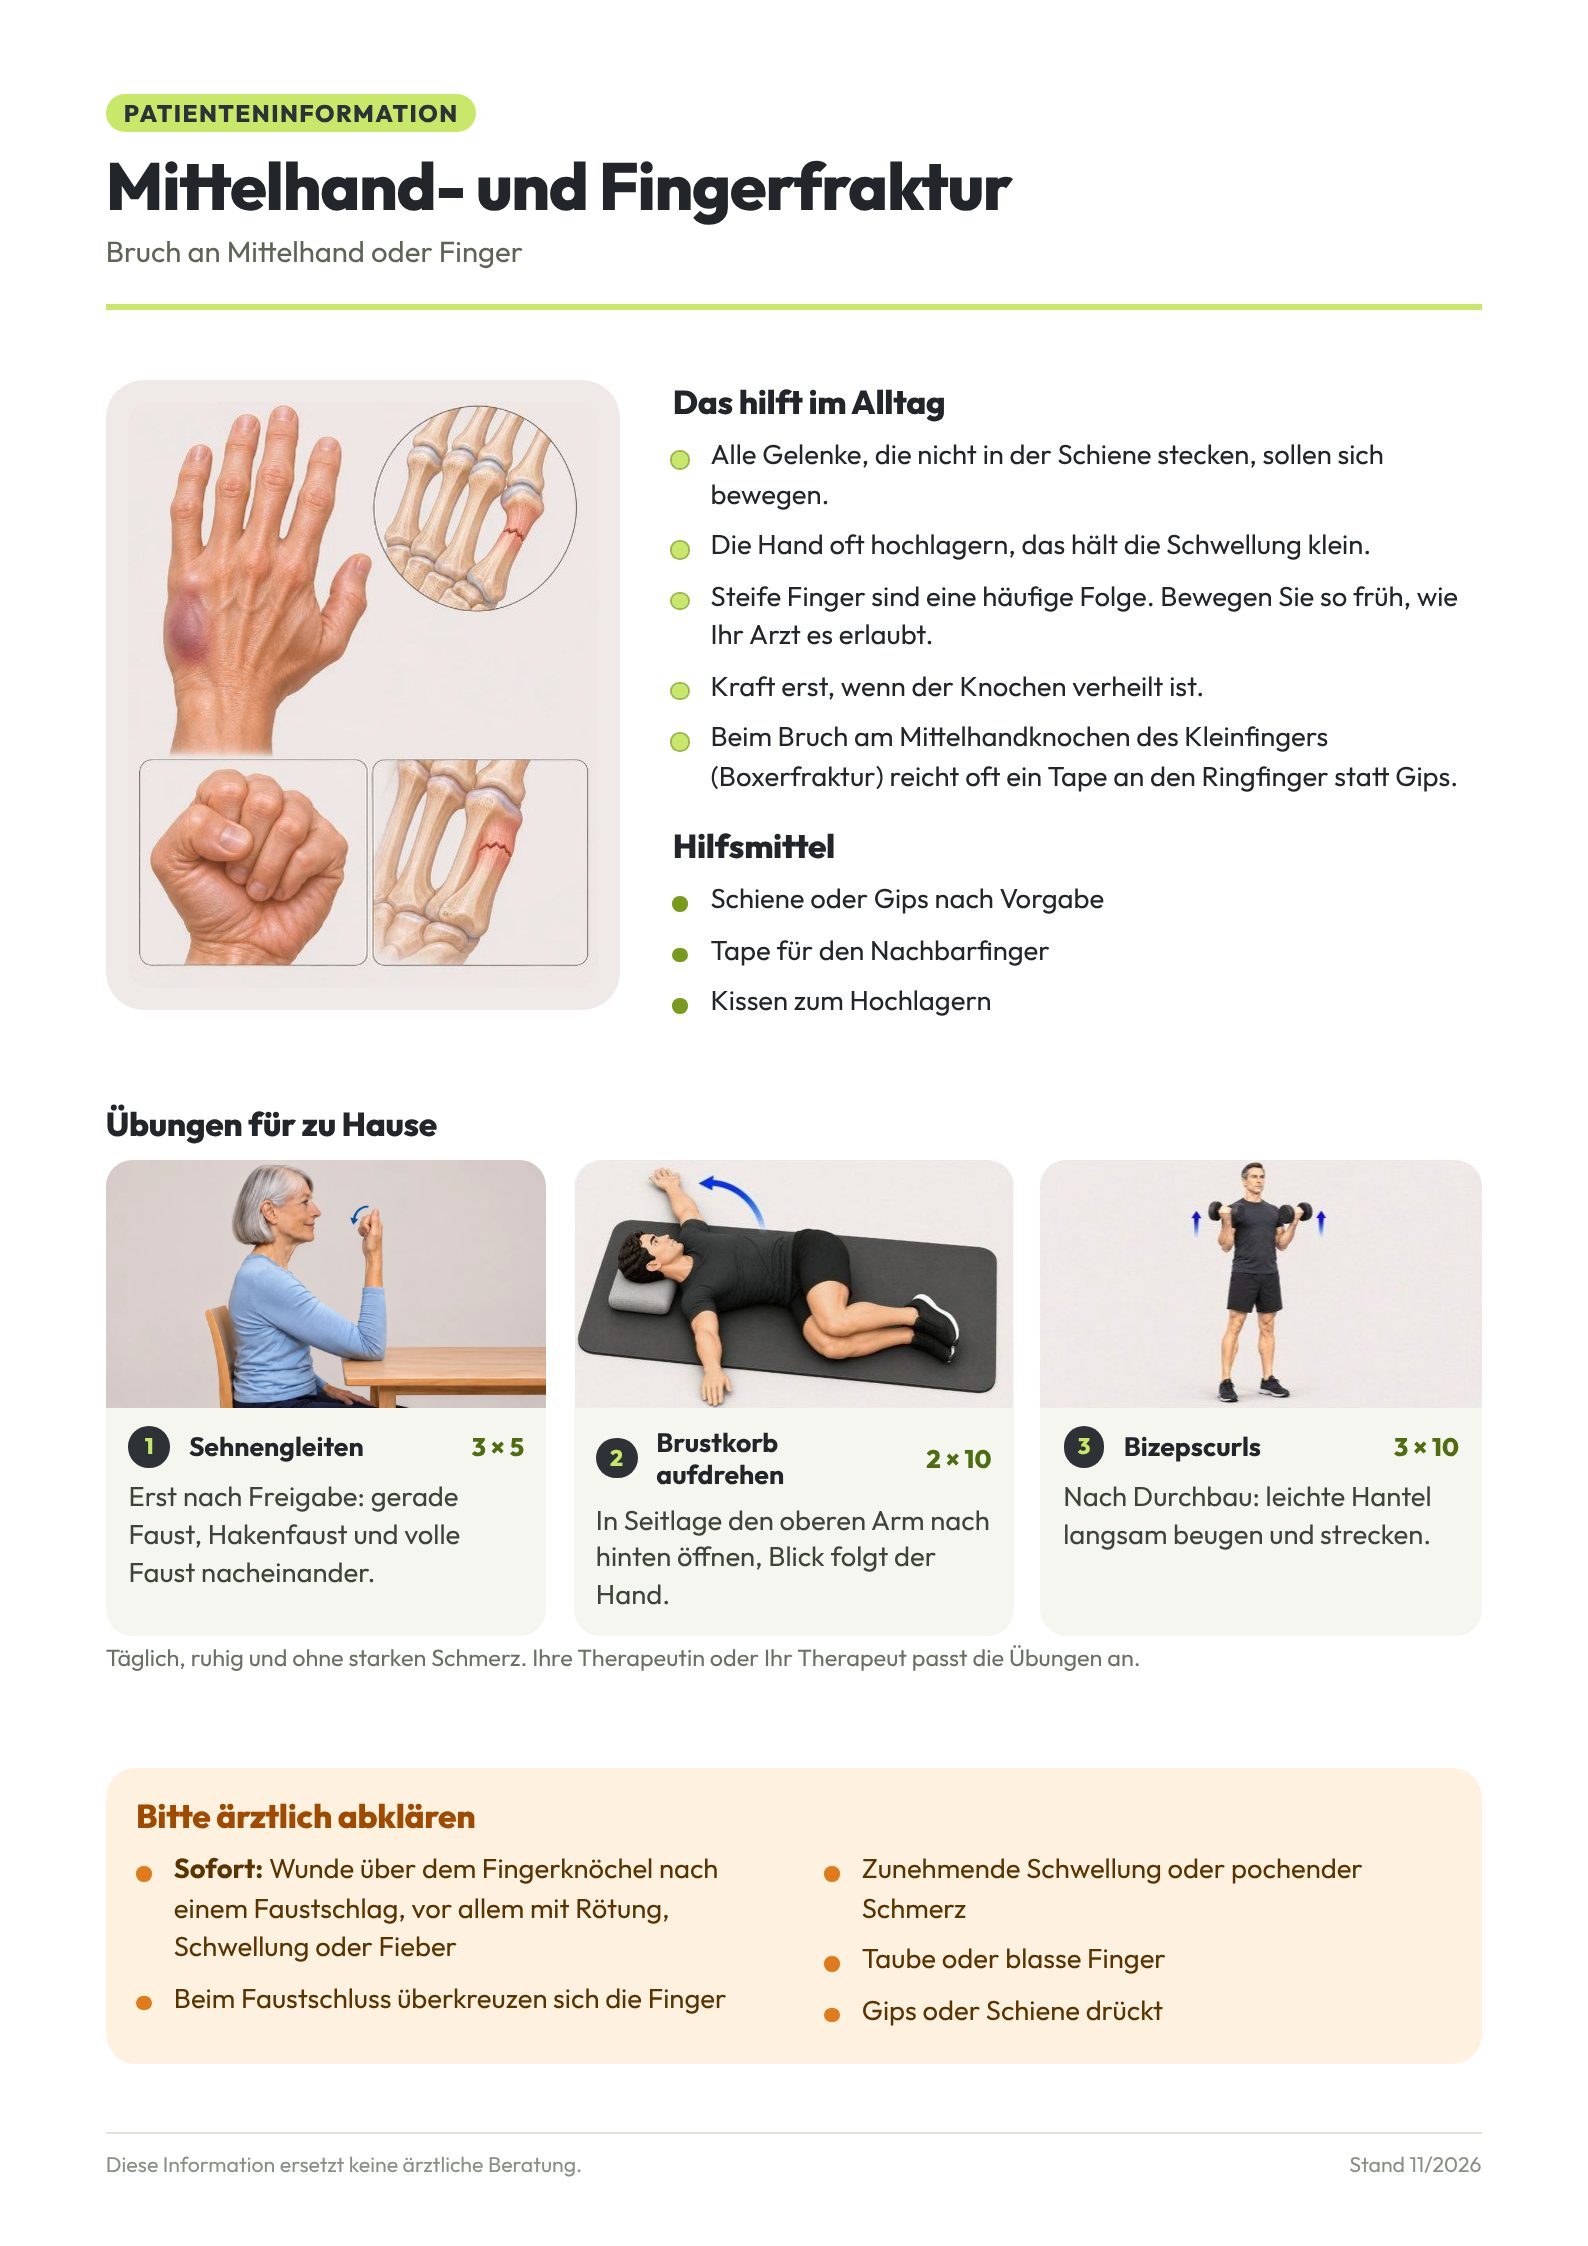 PATIENTENINFORMATION
Mittelhand- und Fingerfraktur
Bruch an Mittelhand oder Finger
Das hilft im Alltag
Alle Gelenke, die nicht in der Schiene stecken, sollen sich
bewegen.
Die Hand oft hochlagern, das hält die Schwellung klein.
Steife Finger sind eine häufige Folge. Bewegen Sie so früh, wie
Ihr Arzt es erlaubt.
Kraft erst, wenn der Knochen verheilt ist.
Beim Bruch am Mittelhandknochen des Kleinfingers
(Boxerfraktur) reicht oft ein Tape an den Ringfinger statt Gips.
Hilfsmittel
Schiene oder Gips nach Vorgabe
Tape für den Nachbarfinger
Kissen zum Hochlagern
Übungen für zu Hause
1 Sehnengleiten 3 × 5
Erst nach Freigabe: gerade
Faust, Hakenfaust und volle
Faust nacheinander.
2 Brustkorb
aufdrehen 2 × 10
In Seitlage den oberen Arm nach
hinten öffnen, Blick folgt der
Hand.
3 Bizepscurls 3 × 10
Nach Durchbau: leichte Hantel
langsam beugen und strecken.
Täglich, ruhig und ohne starken Schmerz. Ihre Therapeutin oder Ihr Therapeut passt die Übungen an.
Bitte ärztlich abklären
Sofort: Wunde über dem Fingerknöchel nach
einem Faustschlag, vor allem mit Rötung,
Schwellung oder Fieber
Beim Faustschluss überkreuzen sich die Finger
Zunehmende Schwellung oder pochender
Schmerz
Taube oder blasse Finger
Gips oder Schiene drückt
Diese Information ersetzt keine ärztliche Beratung.
Stand 11/2026